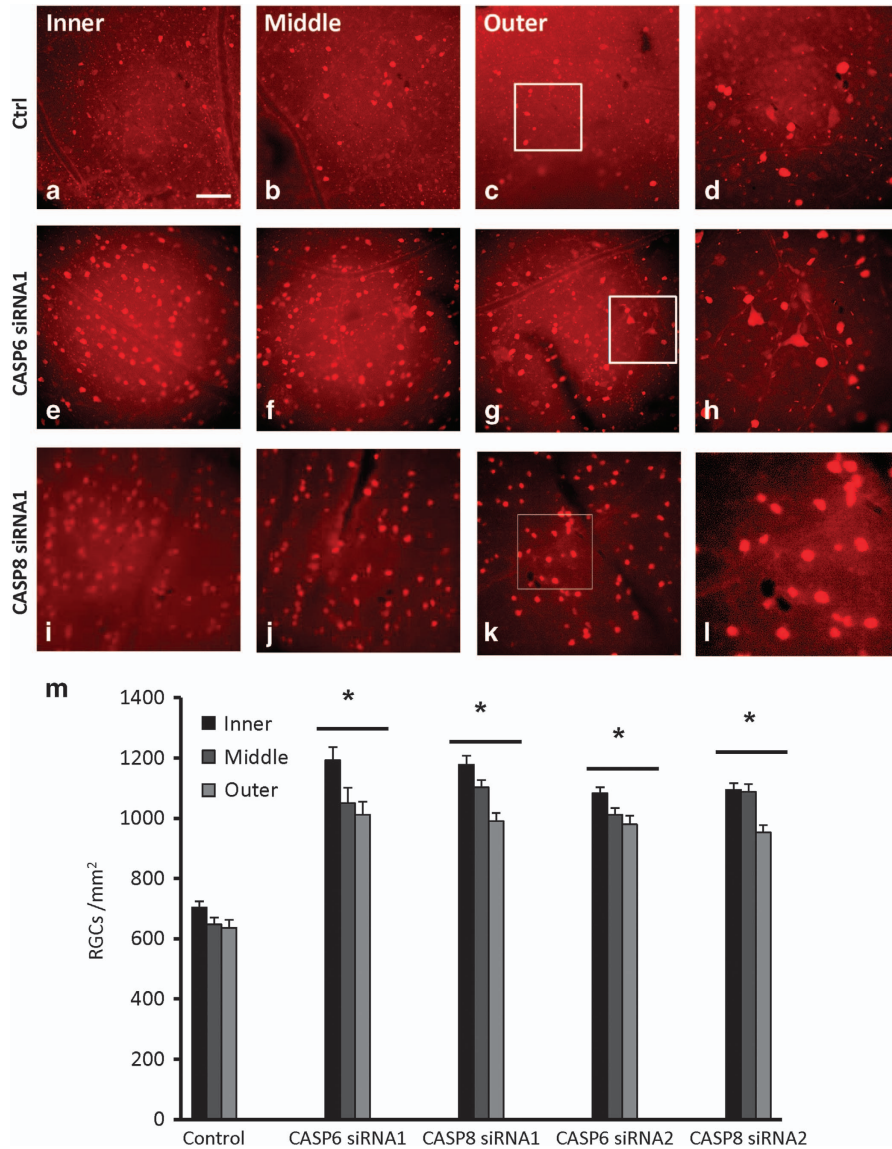 Inner Middle Outer
Ctrl
a b c d
CASP6 siRNA1
e f g h
CASP8 siRNA1
i j k l
m
1400
1200
1000
800
600
400
200
0
RGCs /mm²
Inner
Middle
Outer
* * * *
Control CASP6 siRNA1 CASP8 siRNA1 CASP6 siRNA2 CASP8 siRNA2